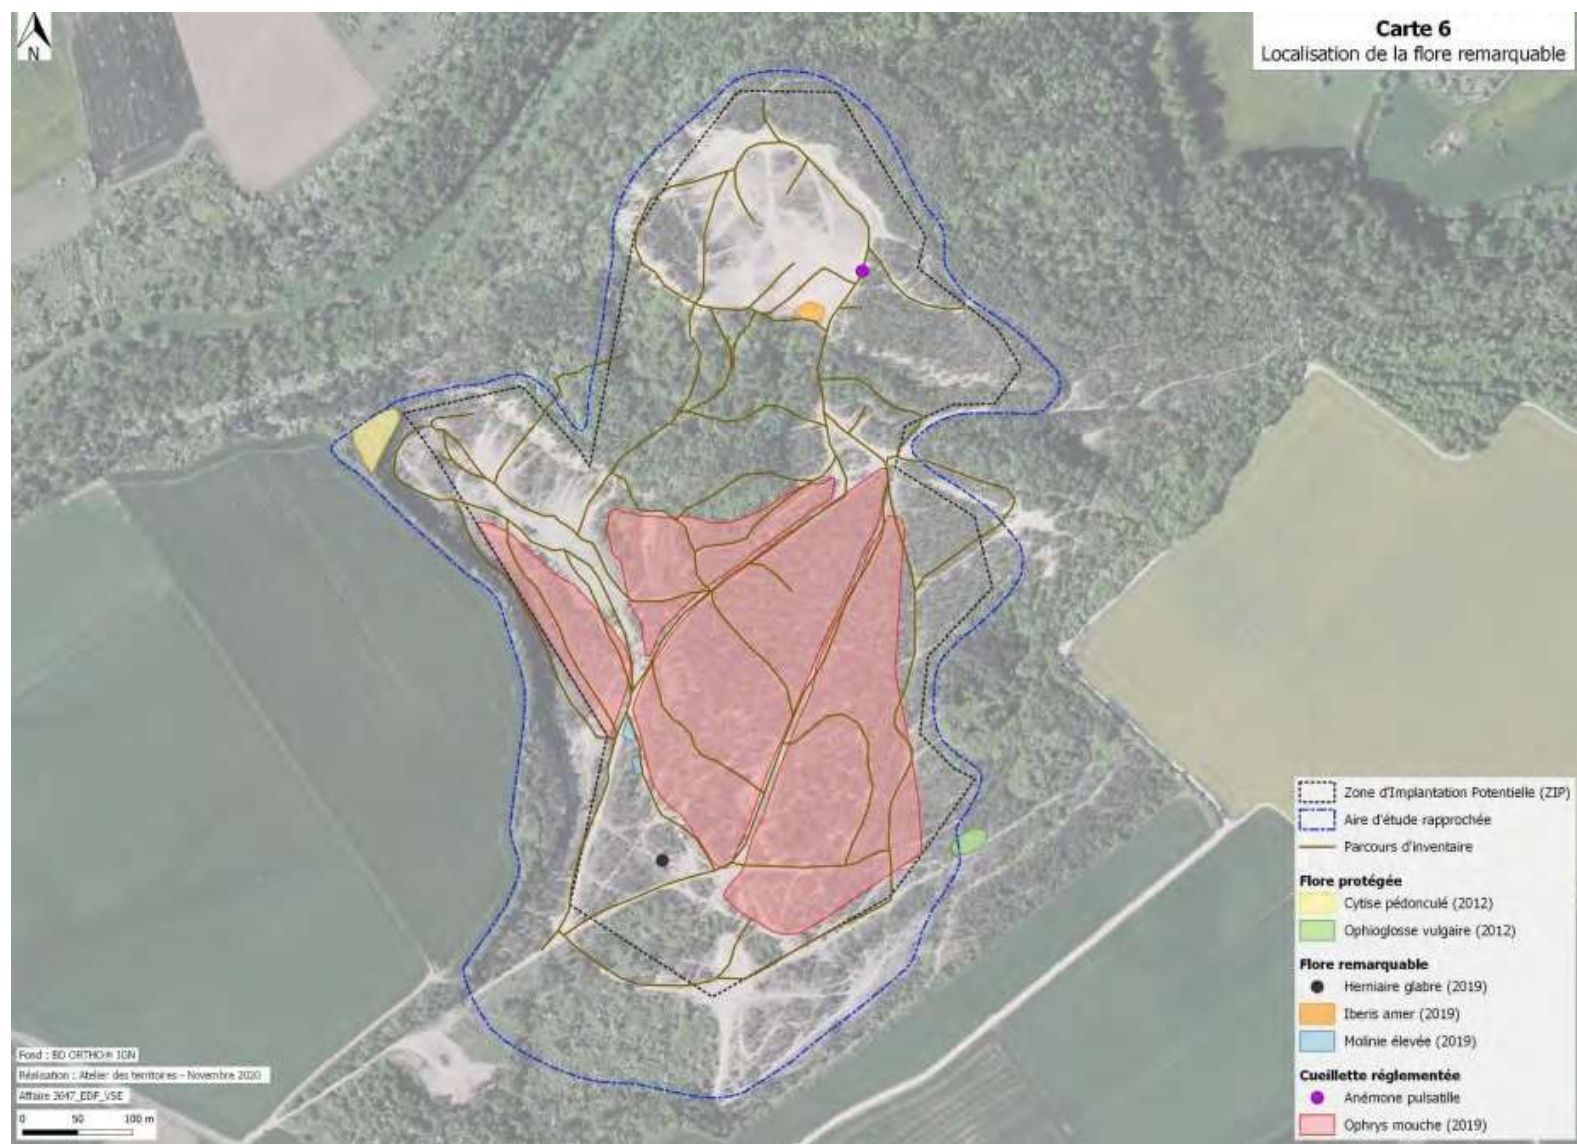 N
Carte 6
Localisation de la flore remarquable
Zone d'Implantation Potentielle (ZIP)
Aire d'étude rapprochée
Parcours d'inventaire
Flore protégée
Cytise pédonculé (2012)
Ophioglosse vulgaire (2012)
Flore remarquable
Herniaire glabre (2019)
Iberis amer (2019)
Molinie élevée (2019)
Cueillette réglementée
Anémone pulsatille
Ophrys mouche (2019)
Fond : BD ORTHO® IGN
Réalisation : Atelier des territoires - Novembre 2020
Affaire 2647_EDF_VSE
0 50 100 m